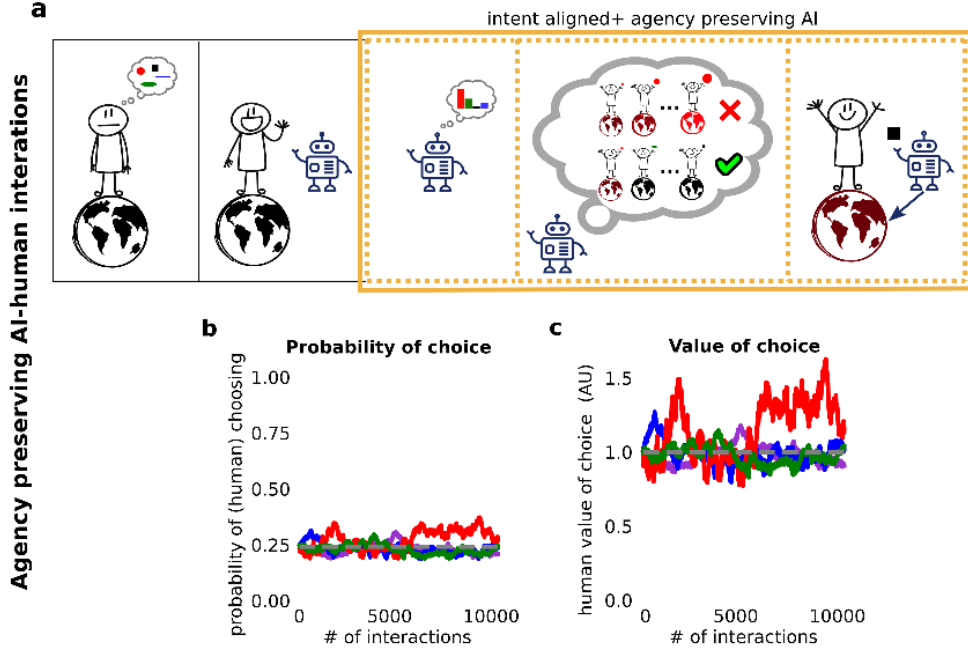 a
intent aligned+ agency preserving AI
Agency preserving AI-human interations
b
Probability of choice
probability of (human) choosing
1.00
0.75
0.50
0.25
0.00
0 5000 10000
# of interactions
c
Value of choice
human value of choice (AU)
1.5
1.0
0.5
0.0
0 5000 10000
# of interactions